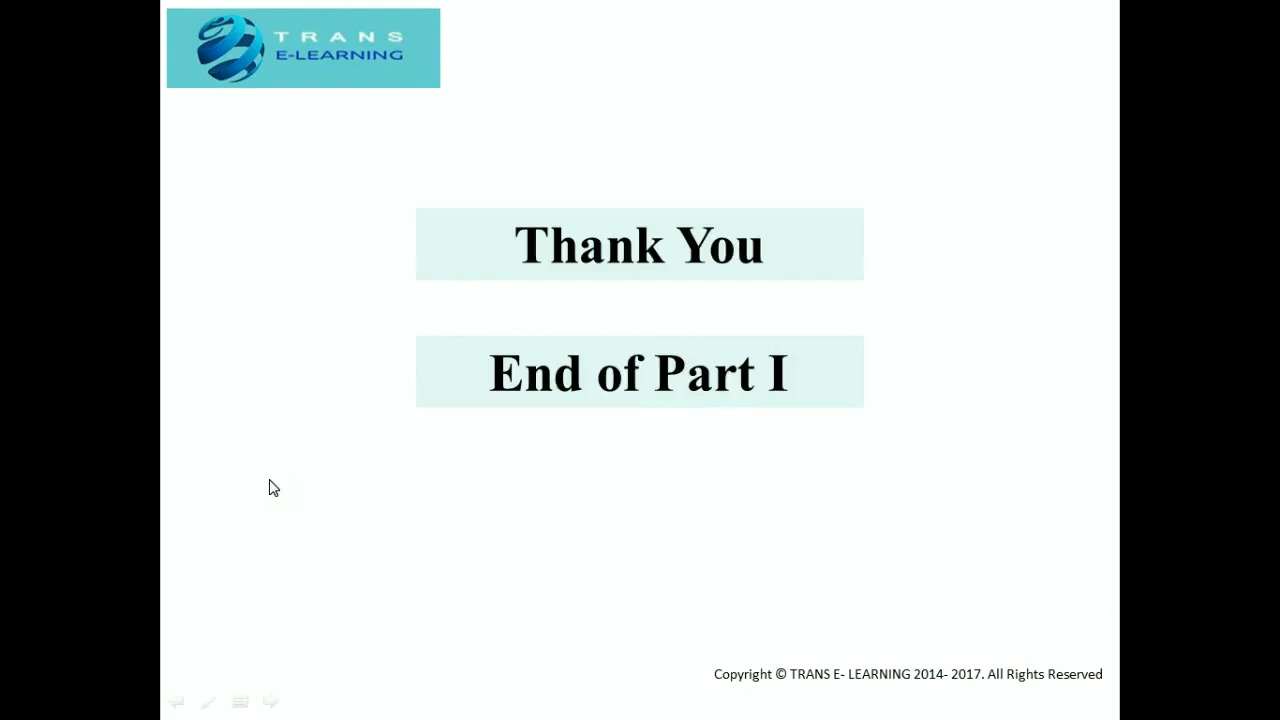 TRANS
E-LEARNING
Thank You
End of Part I
Copyright © TRANS E- LEARNING 2014- 2017. All Rights Reserved